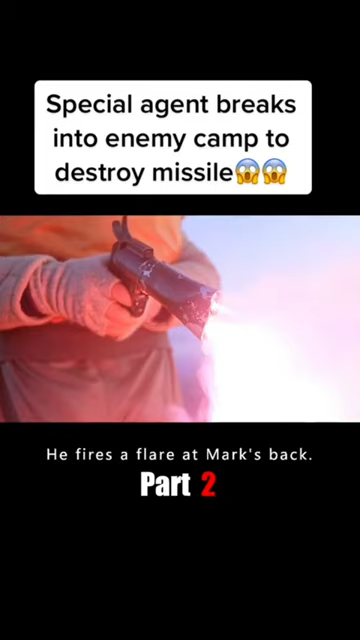 Special agent breaks
into enemy camp to
destroy missile😱😱
He fires a flare at Mark's back.
Part 2